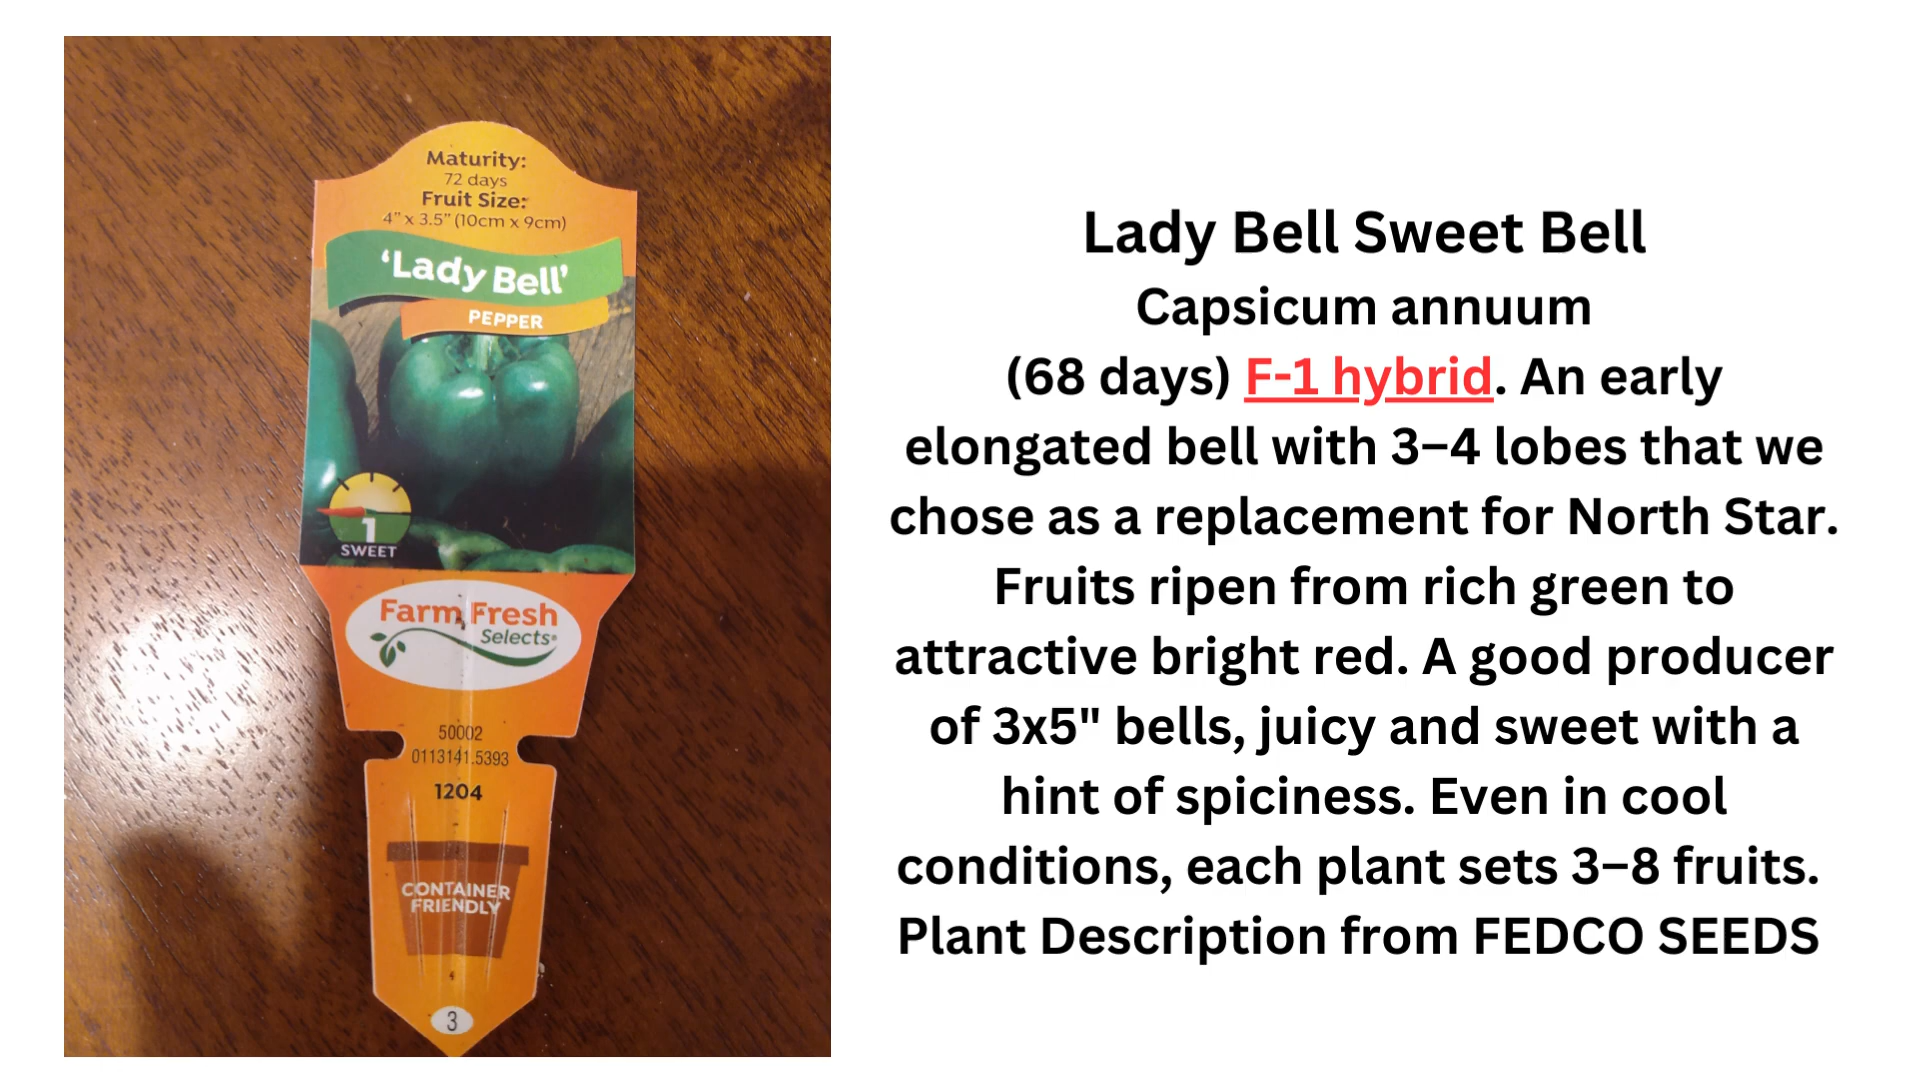 Maturity:
72 days
Fruit Size:
4" x 3.5" (10cm x 9cm)
'Lady Bell'
PEPPER
1
SWEET
Farm Fresh
Selects®
50002
0113141.5393
1204
CONTAINER
FRIENDLY
4
3
Lady Bell Sweet Bell
Capsicum annuum
(68 days) F-1 hybrid. An early
elongated bell with 3–4 lobes that we
chose as a replacement for North Star.
Fruits ripen from rich green to
attractive bright red. A good producer
of 3x5" bells, juicy and sweet with a
hint of spiciness. Even in cool
conditions, each plant sets 3–8 fruits.
Plant Description from FEDCO SEEDS